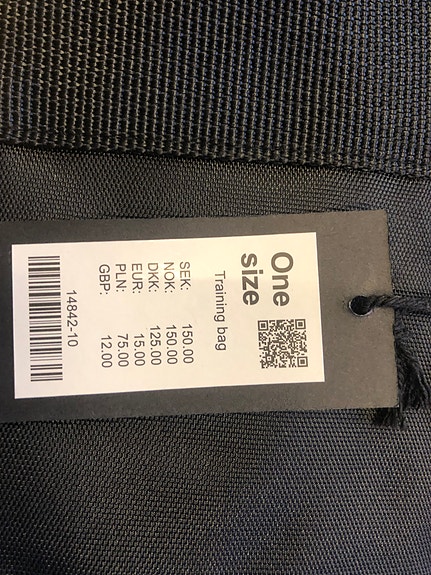 One
size
Training bag
SEK: 150.00
NOK: 150.00
DKK: 125.00
EUR: 15.00
PLN: 75.00
GBP: 12.00
14842-10